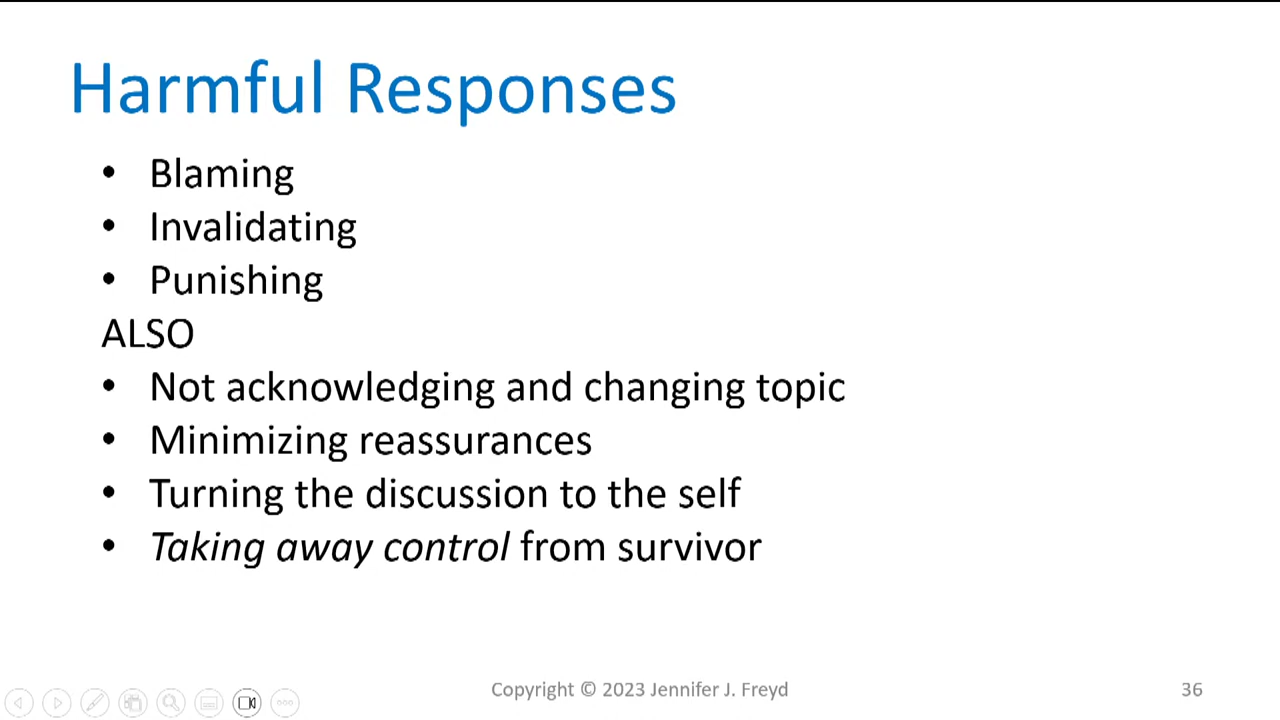 Harmful Responses
• Blaming
• Invalidating
• Punishing
ALSO
• Not acknowledging and changing topic
• Minimizing reassurances
• Turning the discussion to the self
• Taking away control from survivor
Copyright © 2023 Jennifer J. Freyd
36